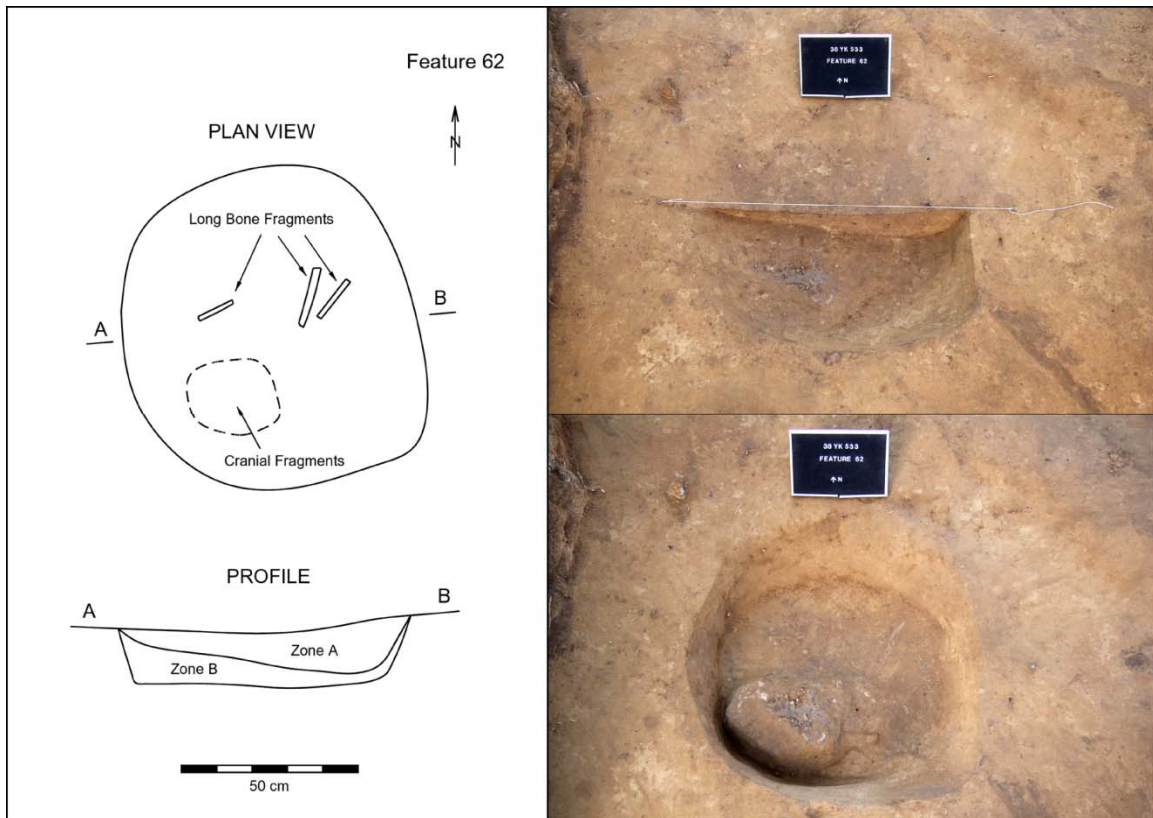 Feature 62
N
PLAN VIEW
Long Bone Fragments
A
B
Cranial Fragments
PROFILE
A
B
Zone A
Zone B
50 cm
38 YK 533
FEATURE 62
↑N
38 YK 533
FEATURE 62
↑N